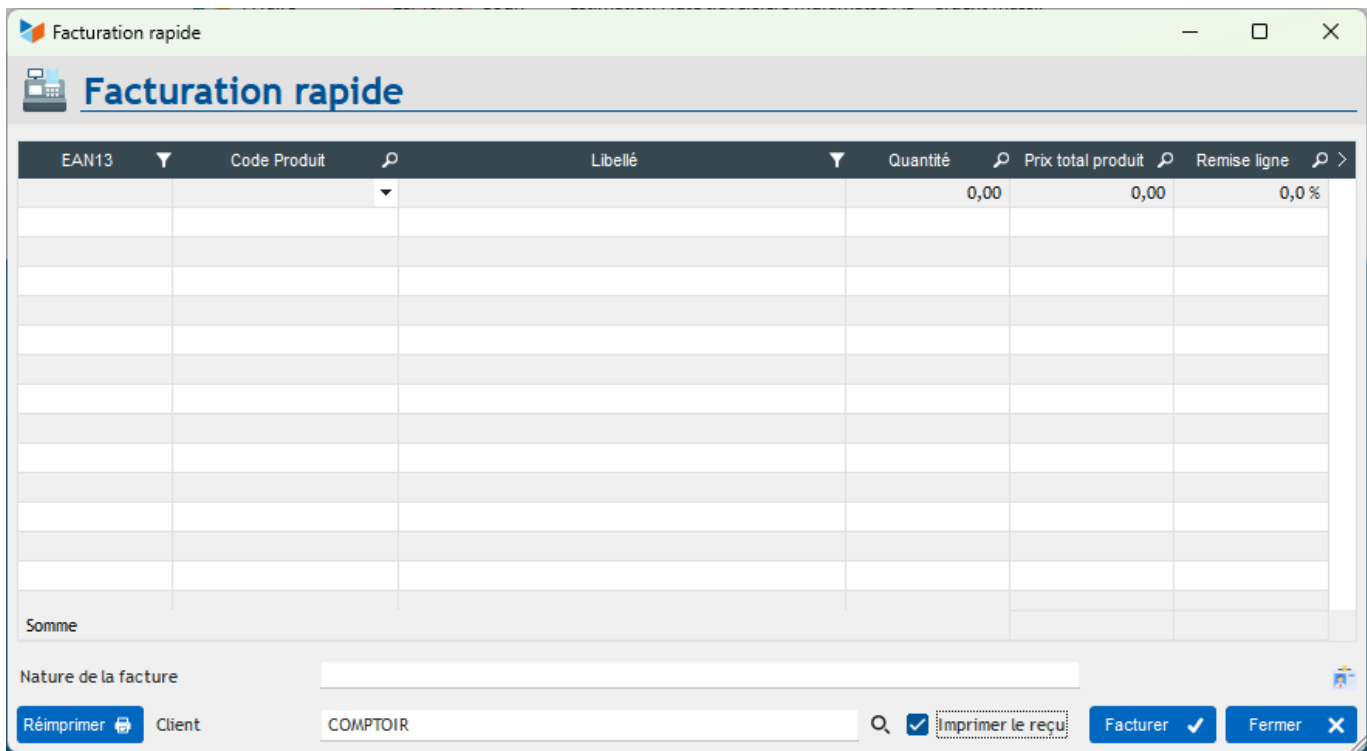 Facturation rapide
Facturation rapide
EAN13 Code Produit Libellé Quantité Prix total produit Remise ligne
0,00 0,00 0,0 %
Somme
Nature de la facture
Réimprimer Client COMPTOIR Imprimer le reçu Facturer Fermer